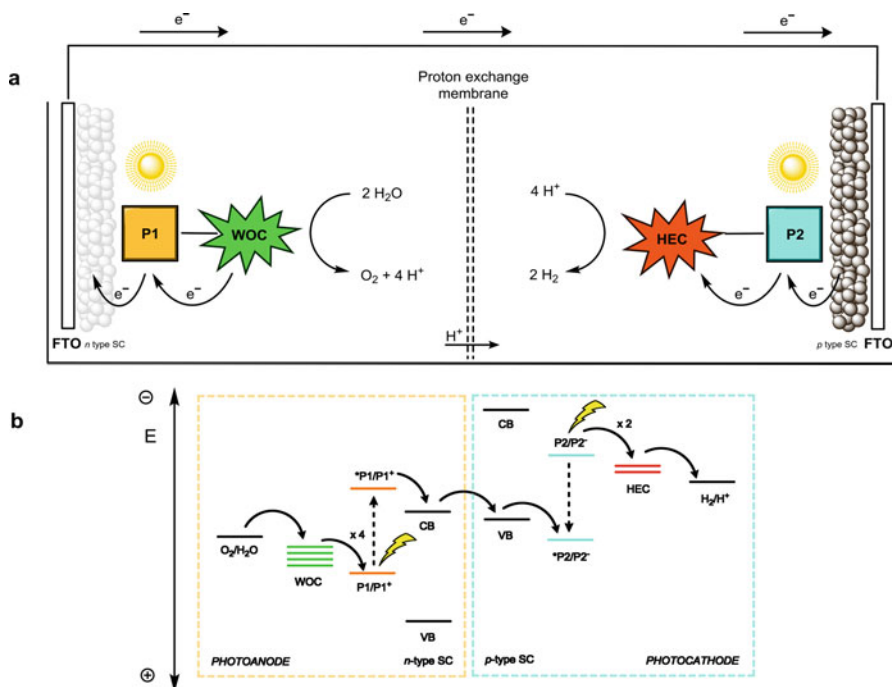 e⁻
e⁻
e⁻
a
Proton exchange
membrane
P1
WOC
2 H₂O
O₂ + 4 H⁺
4 H⁺
2 H₂
HEC
P2
e⁻
e⁻
e⁻
e⁻
H⁺
FTO n type SC
p type SC FTO
b
⊖
E
⊕
O₂/H₂O
WOC
x 4
*P1/P1⁺
P1/P1⁺
CB
VB
PHOTOANODE
n-type SC
CB
VB
P2/P2⁻
x 2
*P2/P2⁻
HEC
H₂/H⁺
p-type SC
PHOTOCATHODE